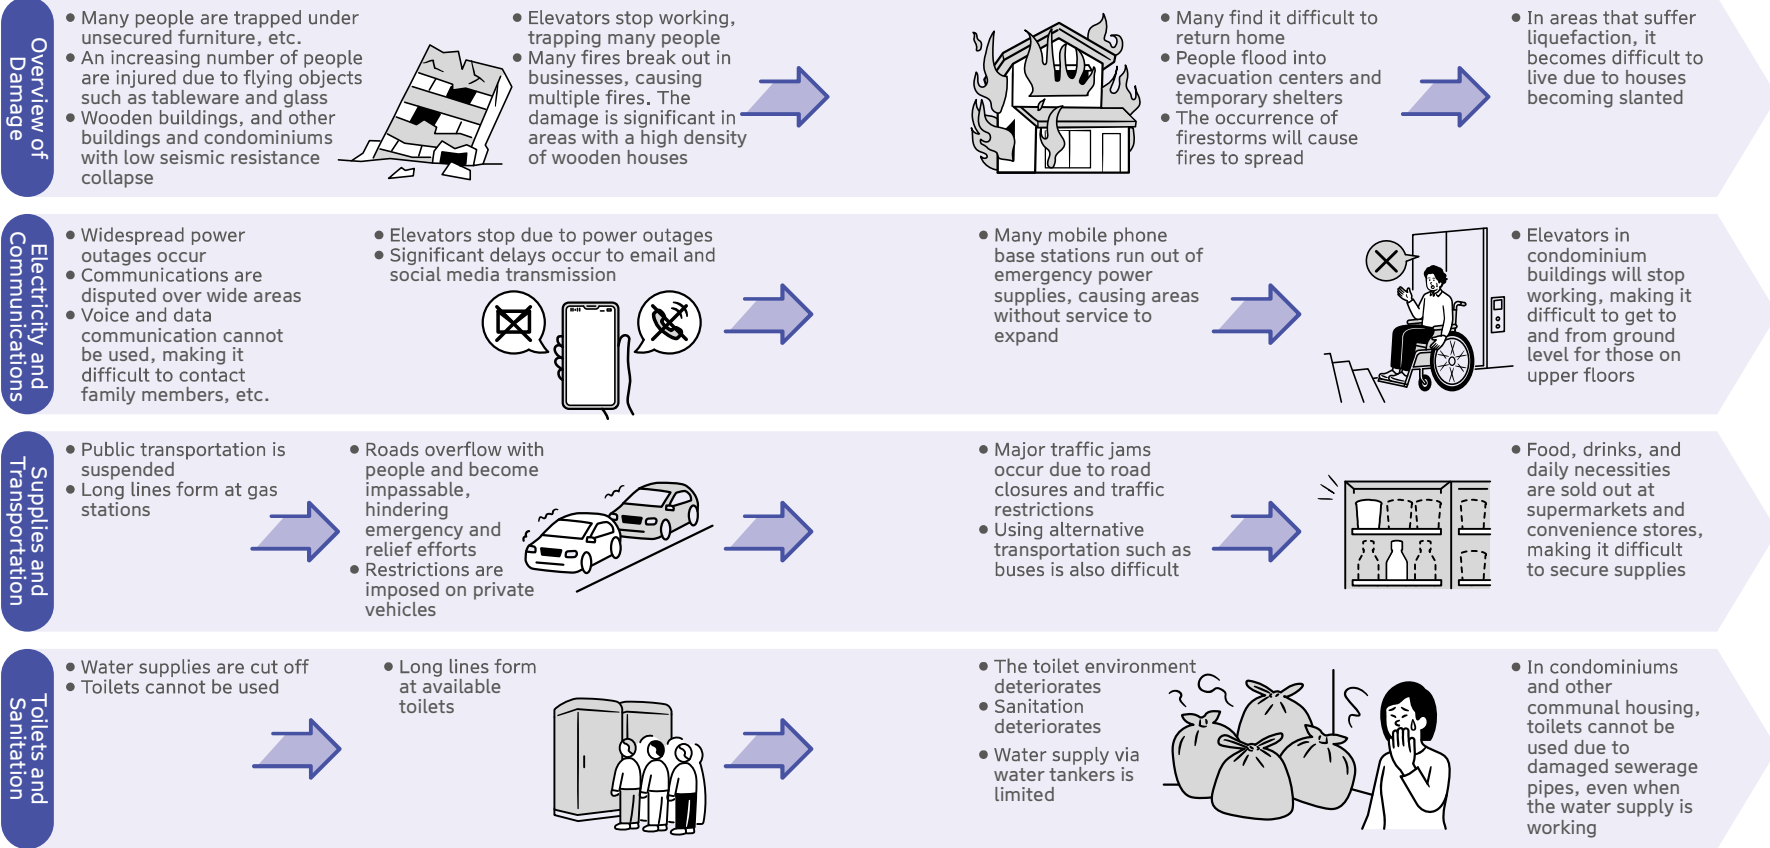 Overview of
Damage
● Many people are trapped under
unsecured furniture, etc.
● An increasing number of people
are injured due to flying objects
such as tableware and glass
● Wooden buildings, and other
buildings and condominiums
with low seismic resistance
collapse
● Elevators stop working,
trapping many people
● Many fires break out in
businesses, causing
multiple fires. The
damage is significant in
areas with a high density
of wooden houses
● Many find it difficult to
return home
● People flood into
evacuation centers and
temporary shelters
● The occurrence of
firestorms will cause
fires to spread
● In areas that suffer
liquefaction, it
becomes difficult to
live due to houses
becoming slanted
Electricity and
Communications
● Widespread power
outages occur
● Communications are
disputed over wide areas
● Voice and data
communication cannot
be used, making it
difficult to contact
family members, etc.
● Elevators stop due to power outages
● Significant delays occur to email and
social media transmission
● Many mobile phone
base stations run out of
emergency power
supplies, causing areas
without service to
expand
● Elevators in
condominium
buildings will stop
working, making it
difficult to get to
and from ground
level for those on
upper floors
Supplies and
Transportation
● Public transportation is
suspended
● Long lines form at gas
stations
● Roads overflow with
people and become
impassable,
hindering
emergency and
relief efforts
● Restrictions are
imposed on private
vehicles
● Major traffic jams
occur due to road
closures and traffic
restrictions
● Using alternative
transportation such as
buses is also difficult
● Food, drinks, and
daily necessities
are sold out at
supermarkets and
convenience stores,
making it difficult
to secure supplies
Toilets and
Sanitation
● Water supplies are cut off
● Toilets cannot be used
● Long lines form
at available
toilets
● The toilet environment
deteriorates
● Sanitation
deteriorates
● Water supply via
water tankers is
limited
● In condominiums
and other
communal housing,
toilets cannot be
used due to
damaged sewerage
pipes, even when
the water supply is
working